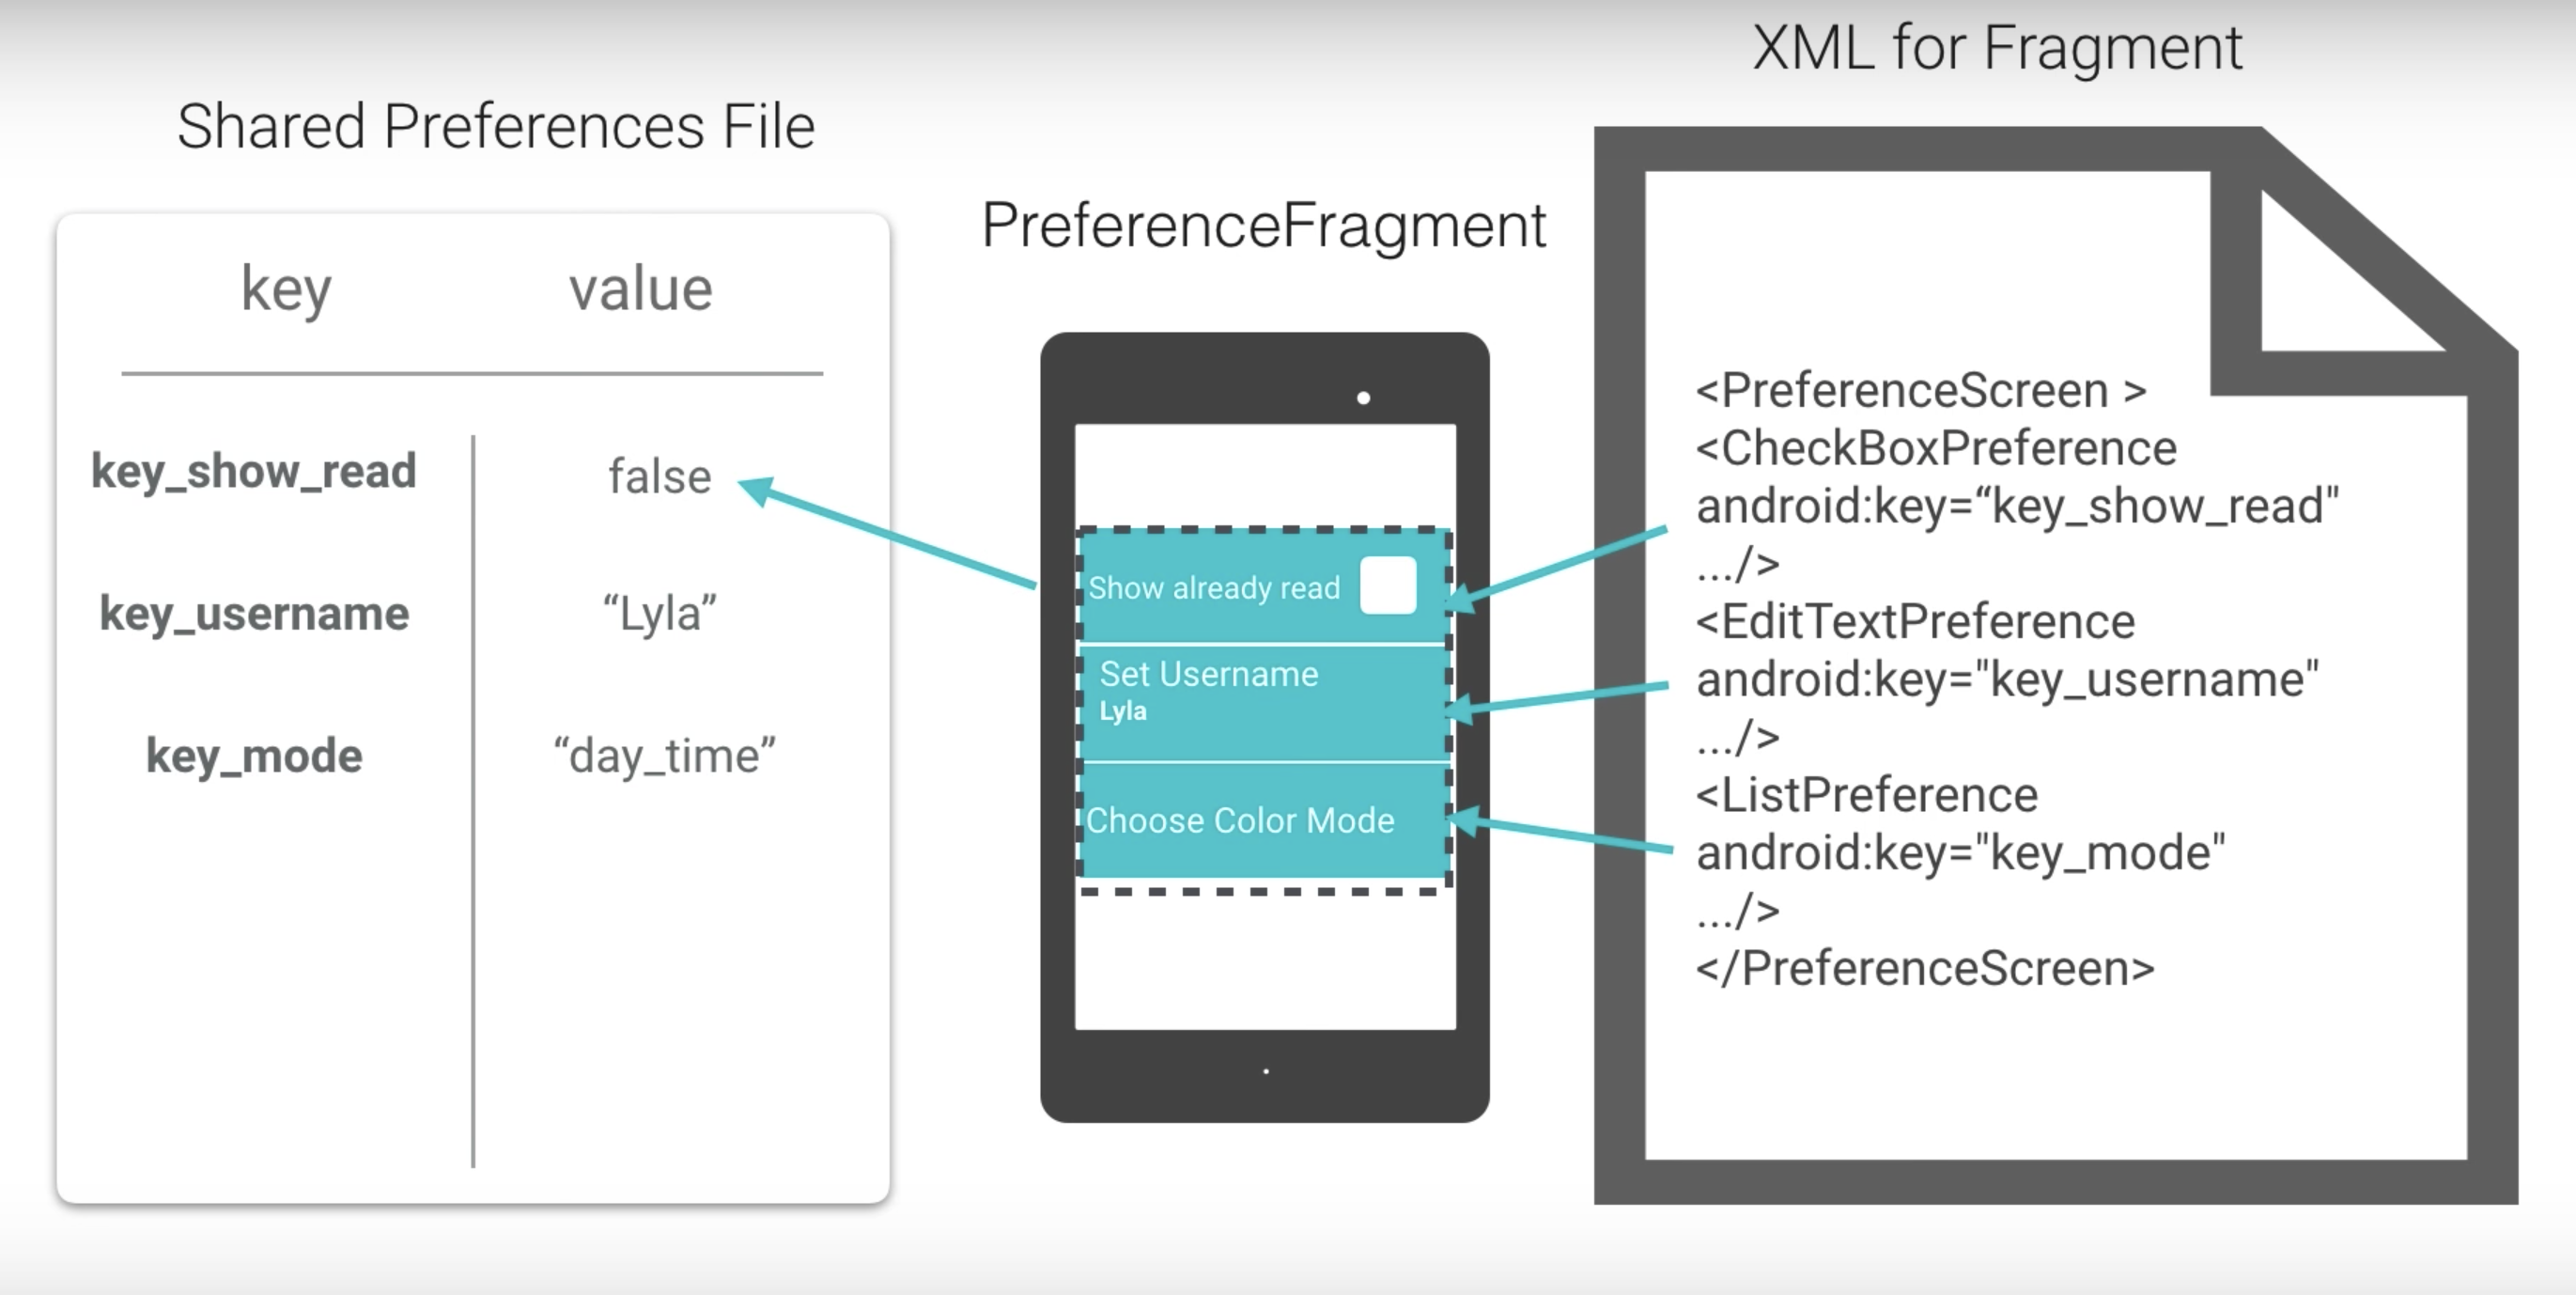 XML for Fragment
Shared Preferences File
PreferenceFragment
key value
key_show_read false
key_username “Lyla”
key_mode “day_time”
Show already read
Set Username
Lyla
Choose Color Mode
<PreferenceScreen >
<CheckBoxPreference
android:key=“key_show_read"
.../>
<EditTextPreference
android:key="key_username"
.../>
<ListPreference
android:key="key_mode"
.../>
</PreferenceScreen>